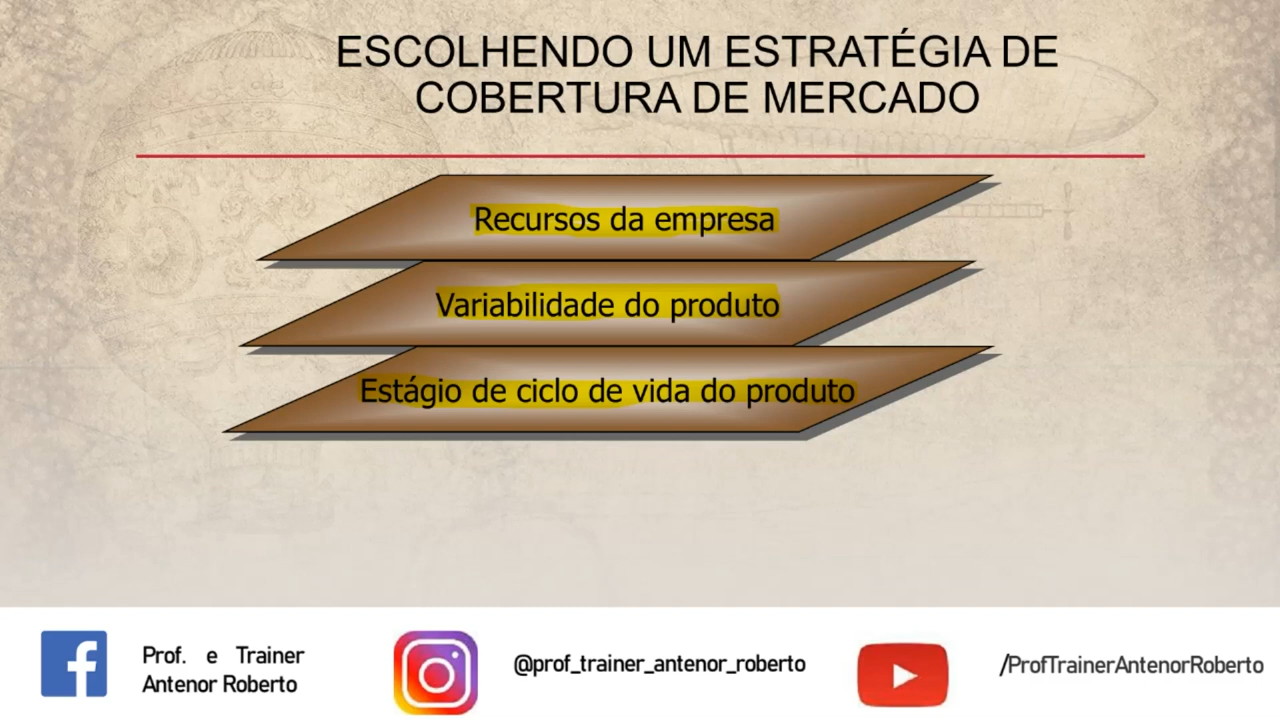 ESCOLHENDO UM ESTRATÉGIA DE
COBERTURA DE MERCADO
Recursos da empresa
Variabilidade do produto
Estágio de ciclo de vida do produto
Prof. e Trainer
Antenor Roberto
@prof_trainer_antenor_roberto
/ProfTrainerAntenorRoberto